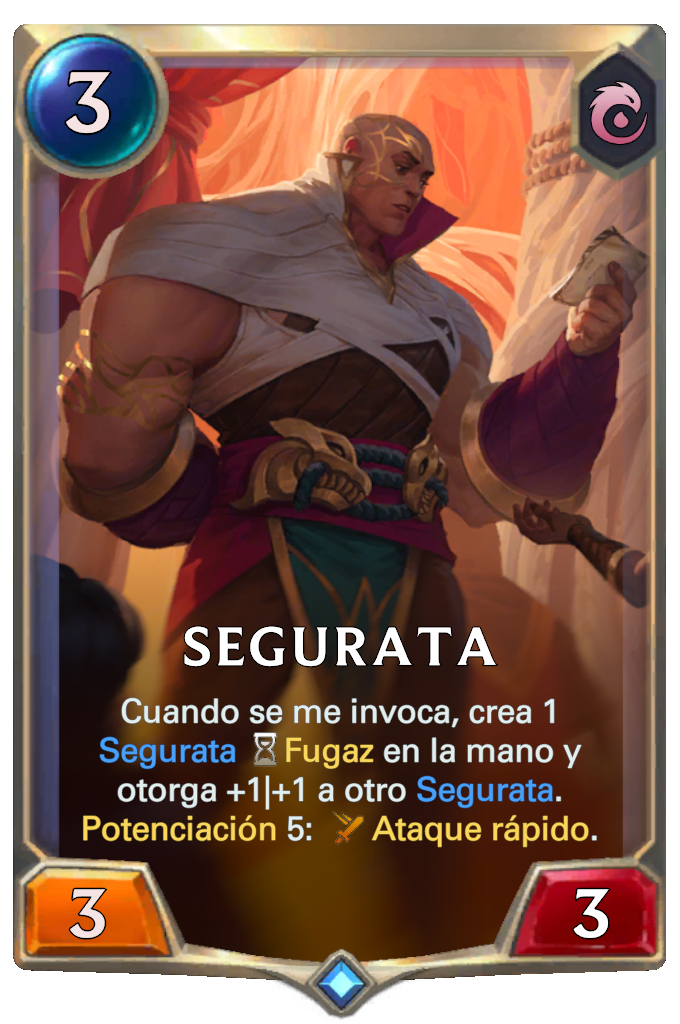 3
SEGURATA
Cuando se me invoca, crea 1
Segurata Fugaz en la mano y
otorga +1|+1 a otro Segurata.
Potenciación 5: Ataque rápido.
3
3